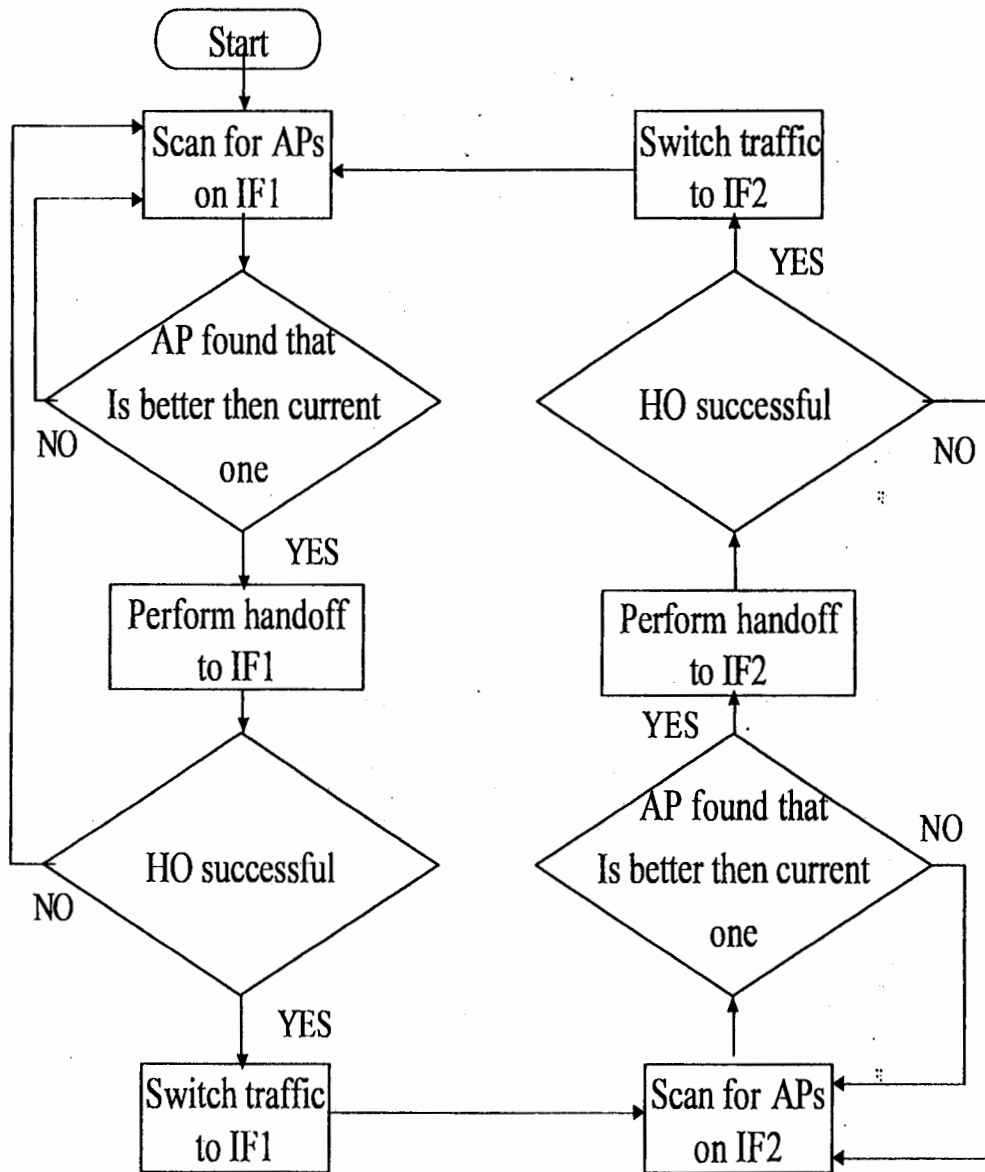 Start
Scan for APs
on IF1
AP found that
Is better then current
one
NO
YES
Perform handoff
to IF1
HO successful
NO
YES
Switch traffic
to IF1
Switch traffic
to IF2
YES
HO successful
NO
Perform handoff
to IF2
YES
AP found that
Is better then current
one
NO
Scan for APs
on IF2